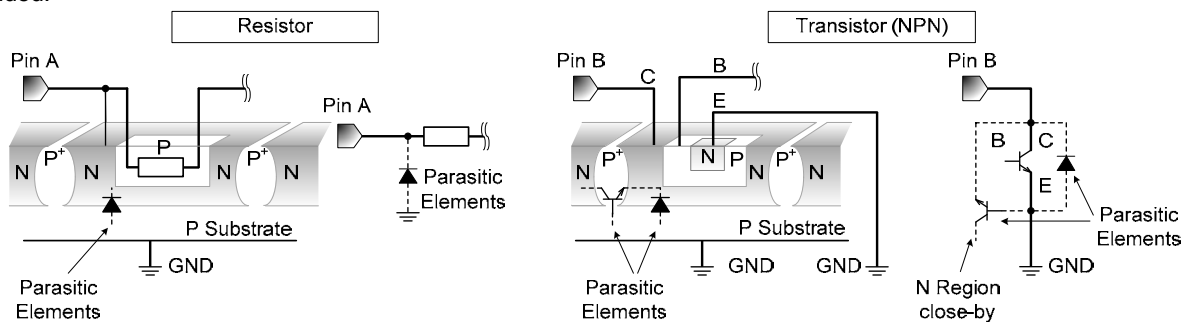 Resistor
Transistor (NPN)
Pin A
Pin B
Pin B
B
C
E
Pin A
N
P+
N
P
P+
N
N
P+
N
N
P
P+
N
B
C
E
Parasitic
Elements
P Substrate
P Substrate
GND
GND
GND
GND
Parasitic
Elements
Parasitic
Elements
Parasitic
Elements
N Region
close-by